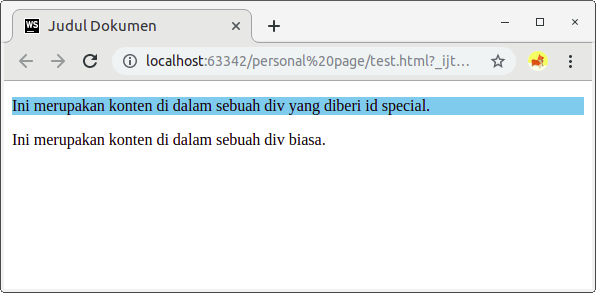 WS Judul Dokumen
localhost:63342/personal%20page/test.html?_ijt...
Ini merupakan konten di dalam sebuah div yang diberi id special.
Ini merupakan konten di dalam sebuah div biasa.